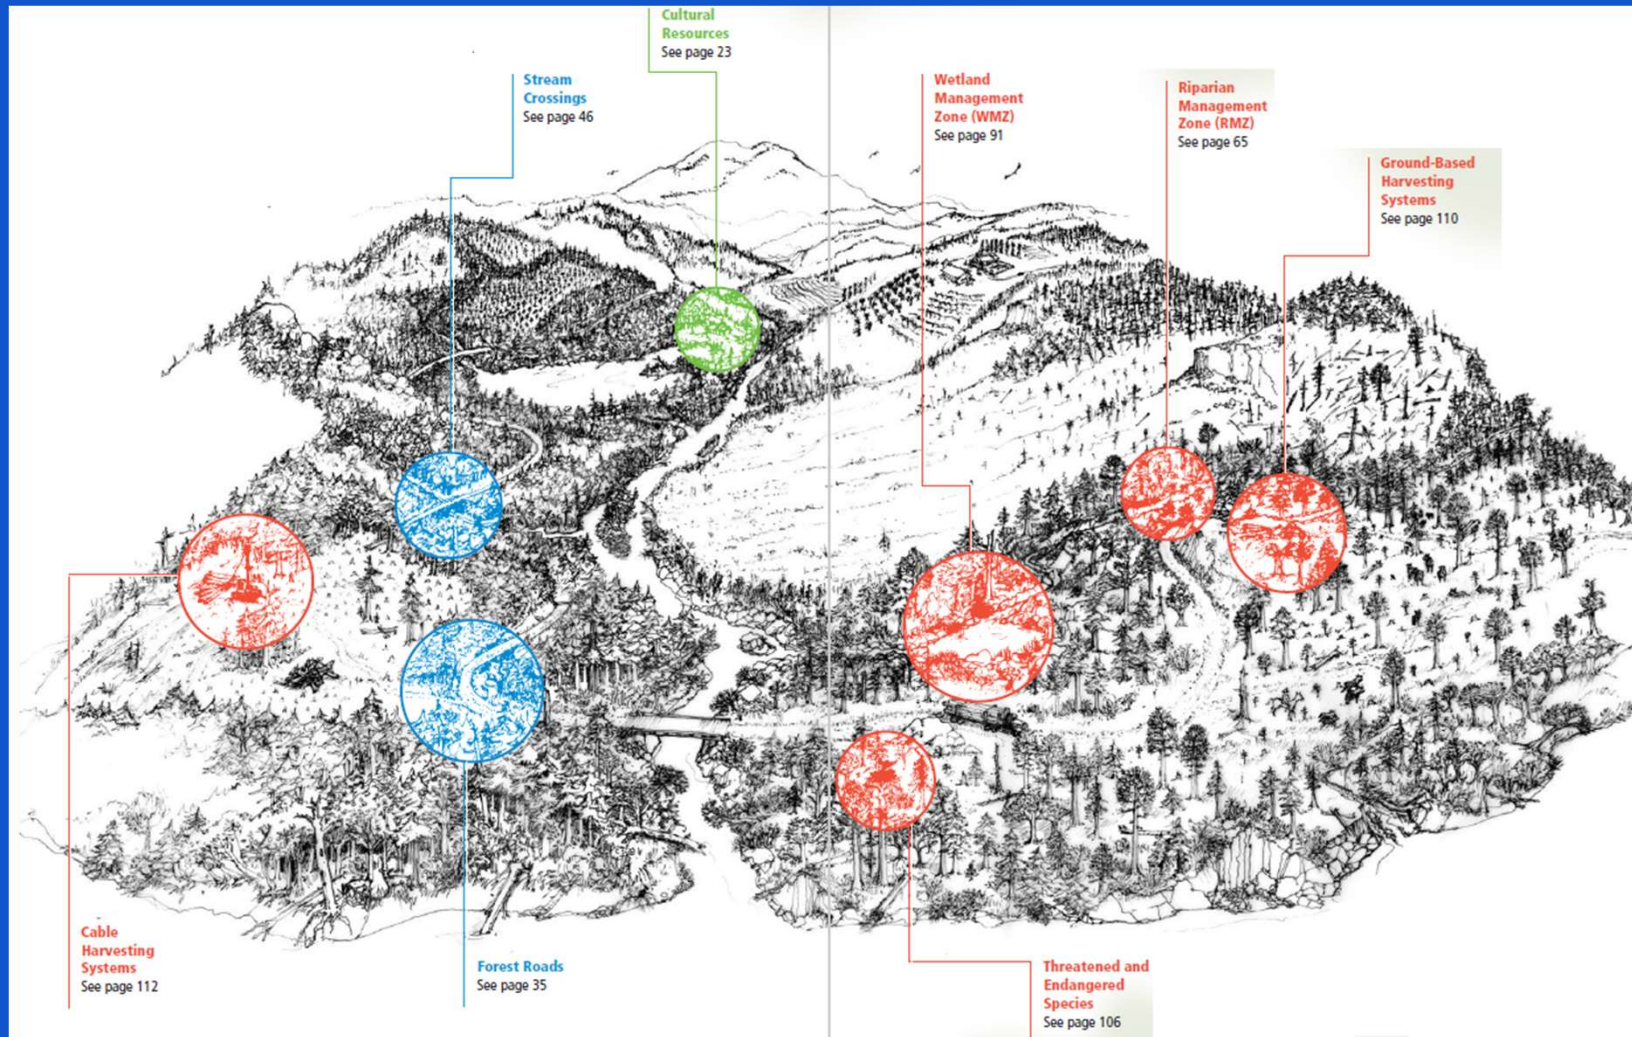 Cultural
Resources
See page 23
Stream
Crossings
See page 46
Wetland
Management
Zone (WMZ)
See page 91
Riparian
Management
Zone (RMZ)
See page 65
Ground-Based
Harvesting
Systems
See page 110
Cable
Harvesting
Systems
See page 112
Forest Roads
See page 35
Threatened and
Endangered
Species
See page 106